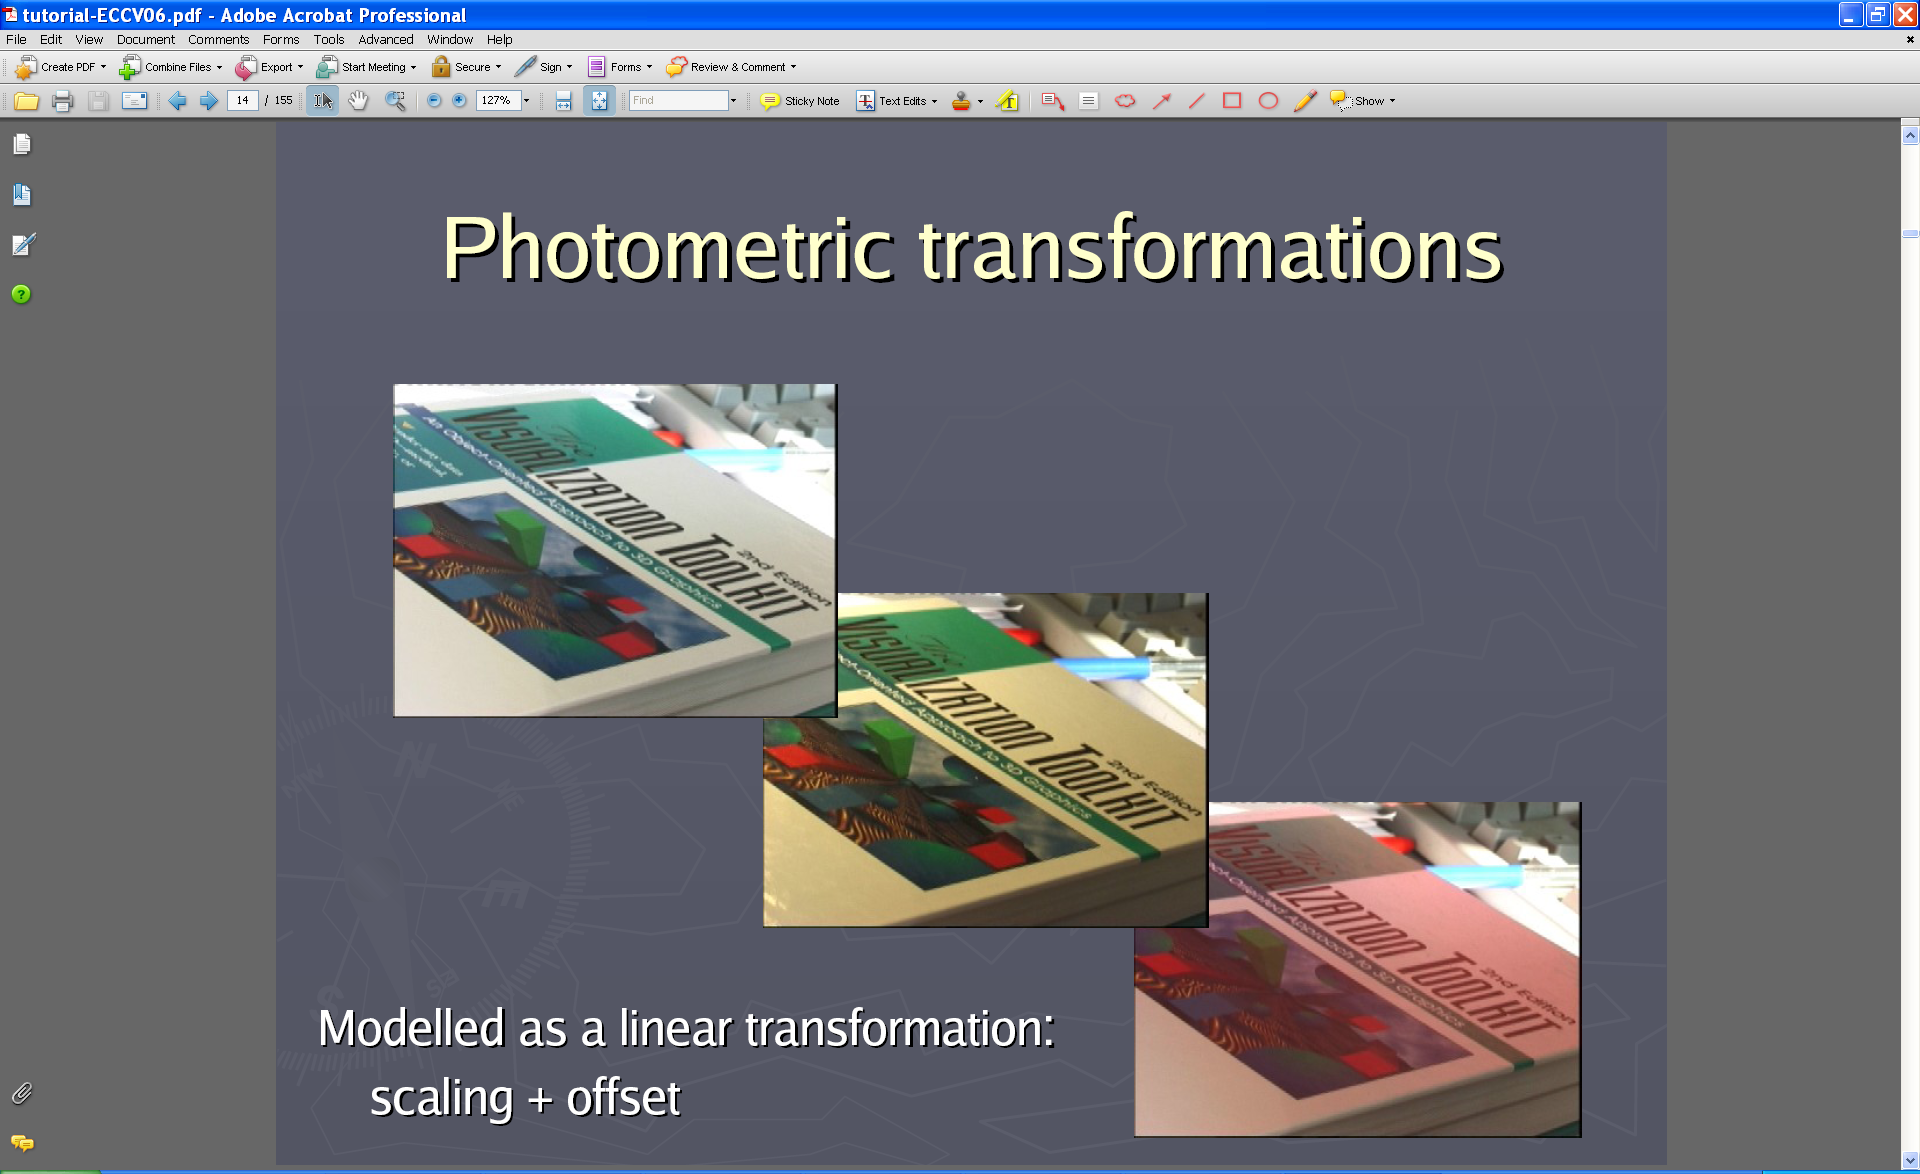 tutorial-ECCV06.pdf - Adobe Acrobat Professional
File Edit View Document Comments Forms Tools Advanced Window Help
Create PDF Combine Files Export Start Meeting Secure Sign Forms Review & Comment
14 / 155 127% Find Sticky Note Text Edits Show
Photometric transformations
The
VISUALIZATION TOOLKIT
2nd Edition
An Object-Oriented Approach to 3D Graphics
The
VISUALIZATION TOOLKIT
2nd Edition
Object-Oriented Approach to 3D Graphics
The
VISUALIZATION TOOLKIT
2nd Edition
Object-Oriented Approach to 3D Graphics
N
NE
E
SE
S
NW
Modelled as a linear transformation:
scaling + offset